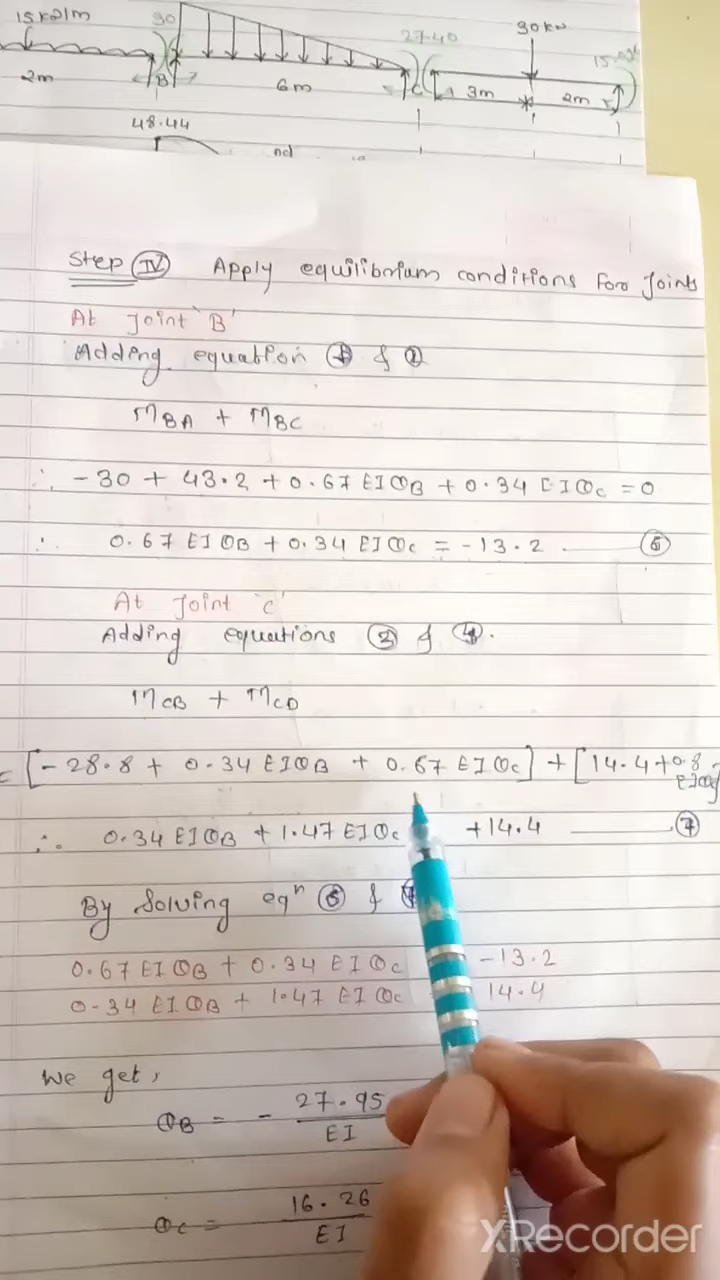 15kN/m 30 27.40 30 kN
2m B 6m C 3m 2m
48.44
Step IV Apply equilibrium conditions For Joints
At Joint 'B'
Adding equation & 2
MBA + MBC
∴ -30 + 43.2 + 0.67 EIθB + 0.34 EIθc = 0
∴ 0.67 EIθB + 0.34 EIθc = -13.2 6
At Joint 'c'
Adding equations 3 & 4.
MCB + MCD
= [-28.8 + 0.34 EIθB + 0.67 EIθc] + [14.4 + 0.8
EIθc]
∴ 0.34 EIθB + 1.47 EIθc +14.4 7
By Solving eqn 6 &
0.67 EIθB + 0.34 EIθc -13.2
0.34 EIθB + 1.47 EIθc 14.4
We get,
θB = - 27.95
EI
θc = 16.26
EI
XRecorder